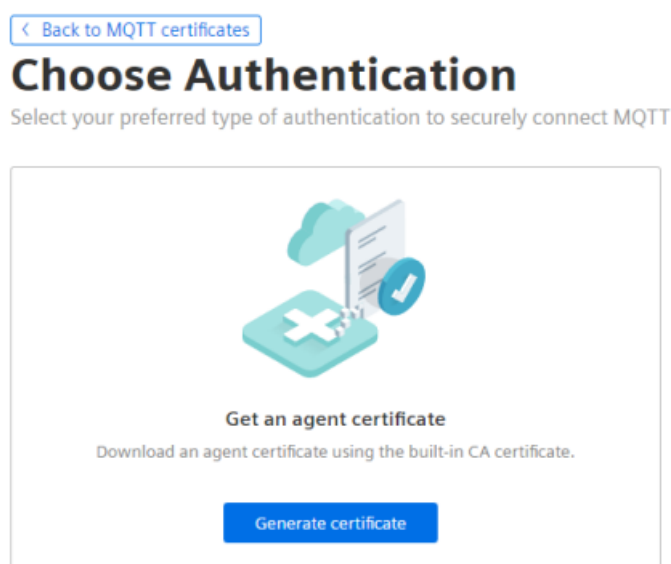 Back to MQTT certificates
Choose Authentication
Select your preferred type of authentication to securely connect MQTT
Get an agent certificate
Download an agent certificate using the built-in CA certificate.
Generate certificate